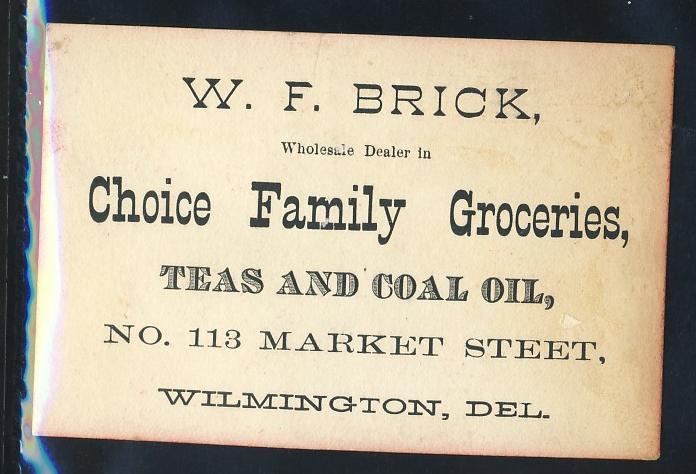 W. F. BRICK,
Wholesale Dealer in
Choice Family Groceries,
TEAS AND COAL OIL,
NO. 113 MARKET STEET,
WILMINGTON, DEL.